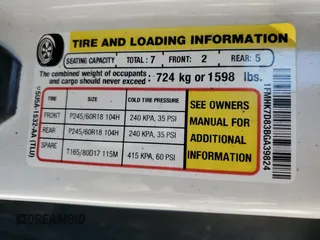 TIRE AND LOADING INFORMATION
SEATING CAPACITY TOTAL: 7 FRONT: 2 REAR: 5
The combined weight of occupants
and cargo should never exceed: 724 kg or 1598 lbs.
TIRE SIZE COLD TIRE PRESSURE
FRONT P245/60R18 104H 240 KPA, 35 PSI
REAR P245/60R18 104H 240 KPA, 35 PSI
SPARE T165/80D17 115M 415 KPA, 60 PSI
SEE OWNERS
MANUAL FOR
ADDITIONAL
INFORMATION
DREAMBID